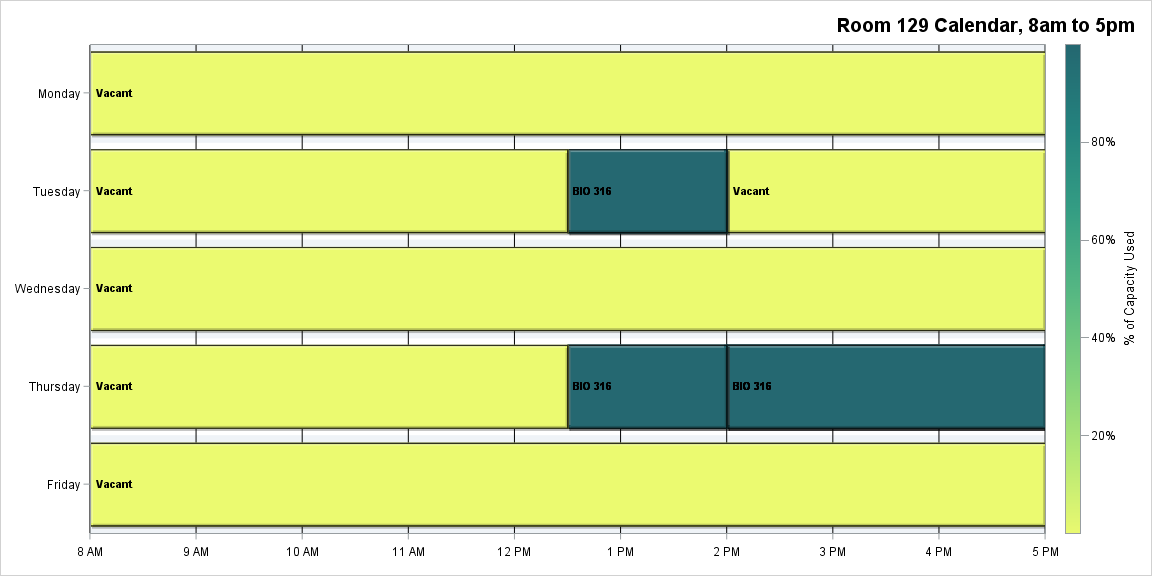 Room 129 Calendar, 8am to 5pm
Monday
Vacant
Tuesday
Vacant
BIO 316
Vacant
Wednesday
Vacant
Thursday
Vacant
BIO 316
BIO 316
Friday
Vacant
8 AM
9 AM
10 AM
11 AM
12 PM
1 PM
2 PM
3 PM
4 PM
5 PM
80%
60%
40%
20%
% of Capacity Used